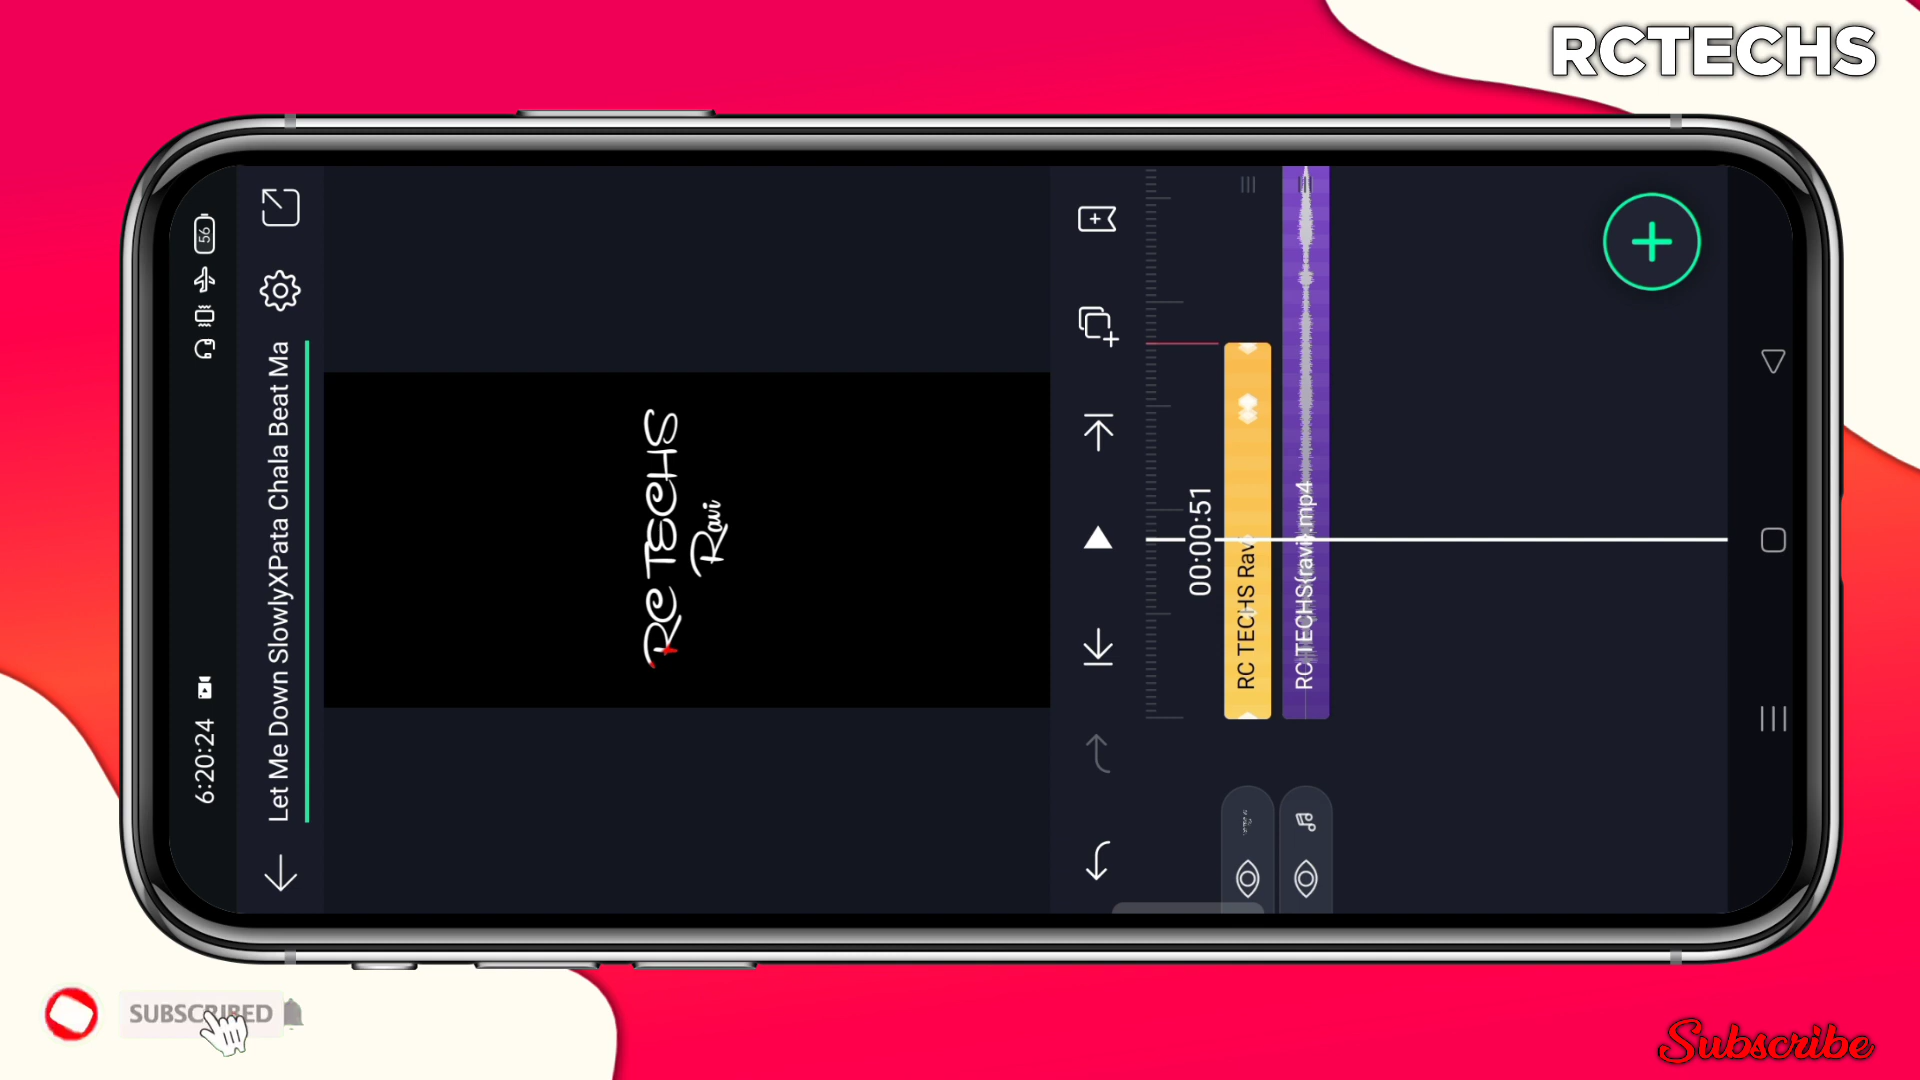 RCTECHS
6:20:24
56
Let Me Down SlowlyXPata Chala Beat Ma
RC TECHS
Ravi
00:00:51
RC TECHS Rav
RC TECHS(ravi).mp4
SUBSCRIBED
Subscribe